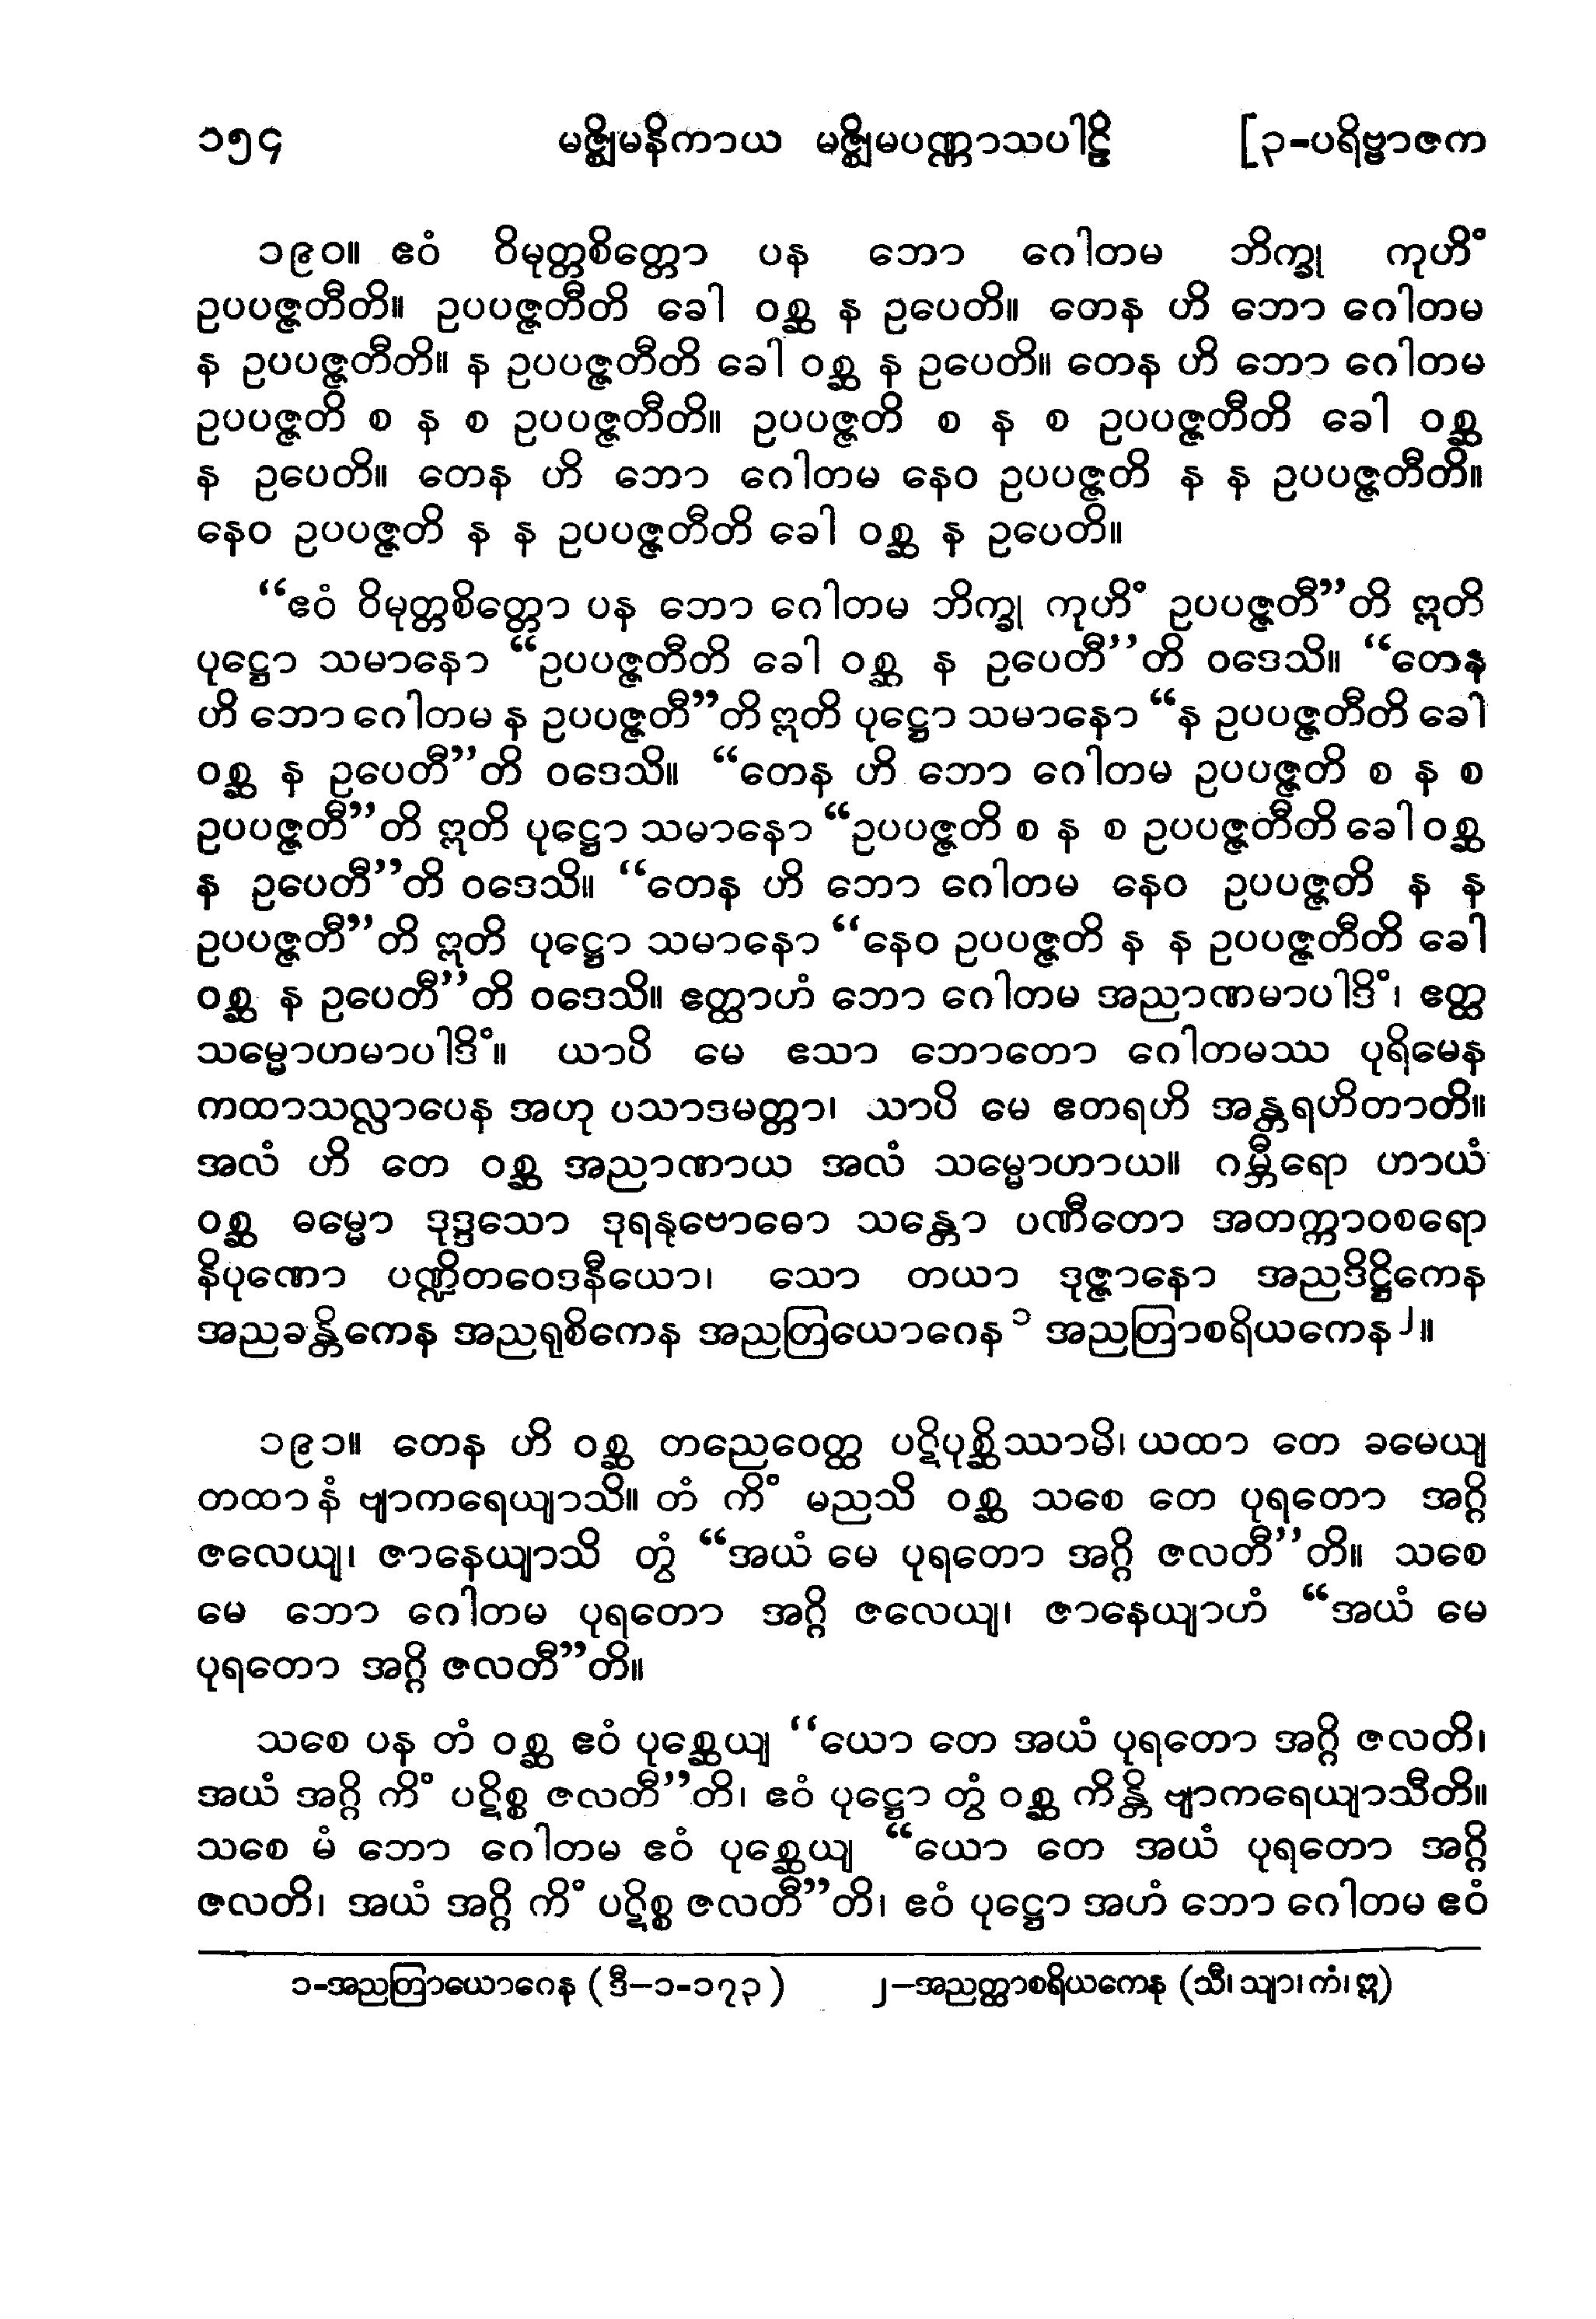 ၁၅၄ မဇ္ဈိမနိကာယ မဇ္ဈိမပဏ္ဏာသပါဠိ [၃-ပရိဗ္ဗာဇက
၁၉၀။ ဧဝံ ဝိမုတ္တစိတ္တော ပန ဘော ဂေါတမ ဘိက္ခု ကုဟိံ
ဥပပဇ္ဇတီတိ။ ဥပပဇ္ဇတီတိ ခေါ ဝစ္ဆ န ဥပေတိ။ တေန ဟိ ဘော ဂေါတမ
န ဥပပဇ္ဇတီတိ။ န ဥပပဇ္ဇတီတိ ခေါ ဝစ္ဆ န ဥပေတိ။ တေန ဟိ ဘော ဂေါတမ
ဥပပဇ္ဇတိ စ န စ ဥပပဇ္ဇတီတိ။ ဥပပဇ္ဇတိ စ န စ ဥပပဇ္ဇတီတိ ခေါ ဝစ္ဆ
န ဥပေတိ။ တေန ဟိ ဘော ဂေါတမ နေဝ ဥပပဇ္ဇတိ န န ဥပပဇ္ဇတီတိ။
နေဝ ဥပပဇ္ဇတိ န န ဥပပဇ္ဇတီတိ ခေါ ဝစ္ဆ န ဥပေတိ။
“ဧဝံ ဝိမုတ္တစိတ္တော ပန ဘော ဂေါတမ ဘိက္ခု ကုဟိံ ဥပပဇ္ဇတီ”တိ ဣတိ
ပုဋ္ဌော သမာနော “ဥပပဇ္ဇတီတိ ခေါ ဝစ္ဆ န ဥပေတီ”တိ ဝဒေသိ။ “တေန
ဟိ ဘော ဂေါတမ န ဥပပဇ္ဇတီ”တိ ဣတိ ပုဋ္ဌော သမာနော “န ဥပပဇ္ဇတီတိ ခေါ
ဝစ္ဆ န ဥပေတီ”တိ ဝဒေသိ။ “တေန ဟိ ဘော ဂေါတမ ဥပပဇ္ဇတိ စ န စ
ဥပပဇ္ဇတီ”တိ ဣတိ ပုဋ္ဌော သမာနော “ဥပပဇ္ဇတိ စ န စ ဥပပဇ္ဇတီတိ ခေါ ဝစ္ဆ
န ဥပေတီ”တိ ဝဒေသိ။ “တေန ဟိ ဘော ဂေါတမ နေဝ ဥပပဇ္ဇတိ န န
ဥပပဇ္ဇတီ”တိ ဣတိ ပုဋ္ဌော သမာနော “နေဝ ဥပပဇ္ဇတိ န န ဥပပဇ္ဇတီတိ ခေါ
ဝစ္ဆ န ဥပေတီ”တိ ဝဒေသိ။ ဧတ္ထာဟံ ဘော ဂေါတမ အညာဏမာပါဒိံ၊ ဧတ္ထ
သမ္မောဟမာပါဒိံ။ ယာပိ မေ ဧသာ ဘောတော ဂေါတမဿ ပုရိမေန
ကထာသလ္လာပေန အဟု ပသာဒမတ္တာ၊ သာပိ မေ ဧတရဟိ အန္တရဟိတာတိ။
အလံ ဟိ တေ ဝစ္ဆ အညာဏာယ အလံ သမ္မောဟာယ။ ဂမ္ဘီရော ဟာယံ
ဝစ္ဆ ဓမ္မော ဒုဒ္ဒသော ဒုရနုဗောဓော သန္တော ပဏီတော အတက္ကာဝစရော
နိပုဏော ပဏ္ဍိတဝေဒနီယော၊ သော တယာ ဒုဇ္ဇာနော အညဒိဋ္ဌိကေန
အညခန္တိကေန အညရုစိကေန အညတြယောဂေန ၁ အညတြာစရိယကေန၂။
၁၉၁။ တေန ဟိ ဝစ္ဆ တညေဝေတ္ထ ပဋိပုစ္ဆိဿာမိ၊ ယထာ တေ ခမေယျ
တထာ နံ ဗျာကရေယျာသိ။ တံ ကိံ မညသိ ဝစ္ဆ သစေ တေ ပုရတော အဂ္ဂိ
ဇလေယျ၊ ဇာနေယျာသိ တွံ “အယံ မေ ပုရတော အဂ္ဂိ ဇလတီ”တိ။ သစေ
မေ ဘော ဂေါတမ ပုရတော အဂ္ဂိ ဇလေယျ၊ ဇာနေယျာဟံ “အယံ မေ
ပုရတော အဂ္ဂိ ဇလတီ”တိ။
သစေ ပန တံ ဝစ္ဆ ဧဝံ ပုစ္ဆေယျ “ယော တေ အယံ ပုရတော အဂ္ဂိ ဇလတိ၊
အယံ အဂ္ဂိ ကိံ ပဋိစ္စ ဇလတီ”တိ၊ ဧဝံ ပုဋ္ဌော တွံ ဝစ္ဆ ကိန္တိ ဗျာကရေယျာသီတိ။
သစေ မံ ဘော ဂေါတမ ဧဝံ ပုစ္ဆေယျ “ယော တေ အယံ ပုရတော အဂ္ဂိ
ဇလတိ၊ အယံ အဂ္ဂိ ကိံ ပဋိစ္စ ဇလတီ”တိ၊ ဧဝံ ပုဋ္ဌော အဟံ ဘော ဂေါတမ ဧဝံ
၁-အညတြာယောဂေန (ဒီ-၁-၁၇၃) ၂-အညတ္ထာစရိယကေန (သီ၊ သျာ၊ ကံ၊ ဣ)